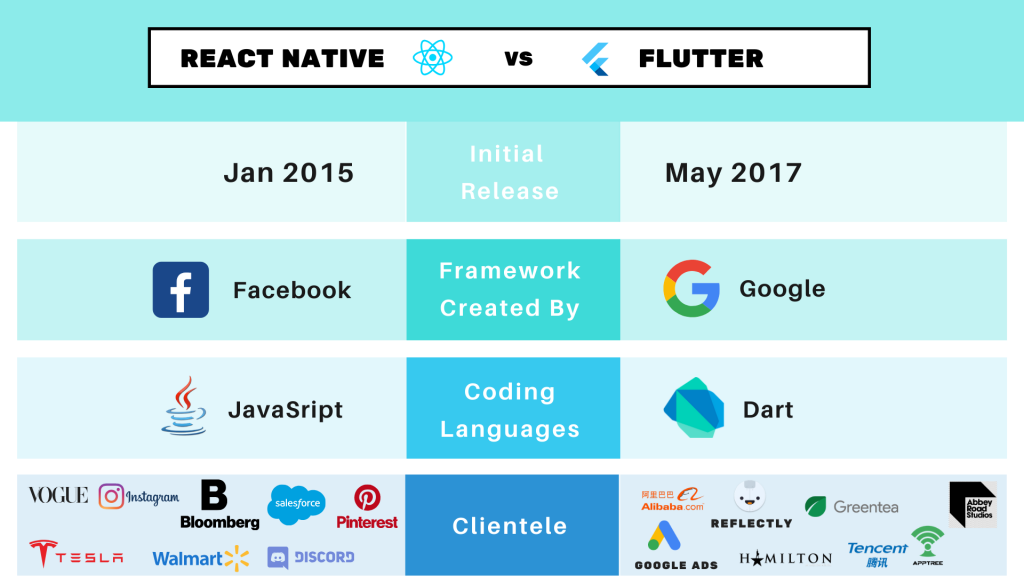 REACT NATIVE vs FLUTTER
Jan 2015
Initial
Release
May 2017
Facebook
Framework
Created By
Google
JavaSript
Coding
Languages
Dart
VOGUE
Instagram
B
Bloomberg
salesforce
Pinterest
TESLA
Walmart
DISCORD
Clientele
阿里巴巴
Alibaba.com
REFLECTLY
Greentea
Abbey
Road
Studios
GOOGLE ADS
HAMILTON
Tencent
腾讯
APPTREE